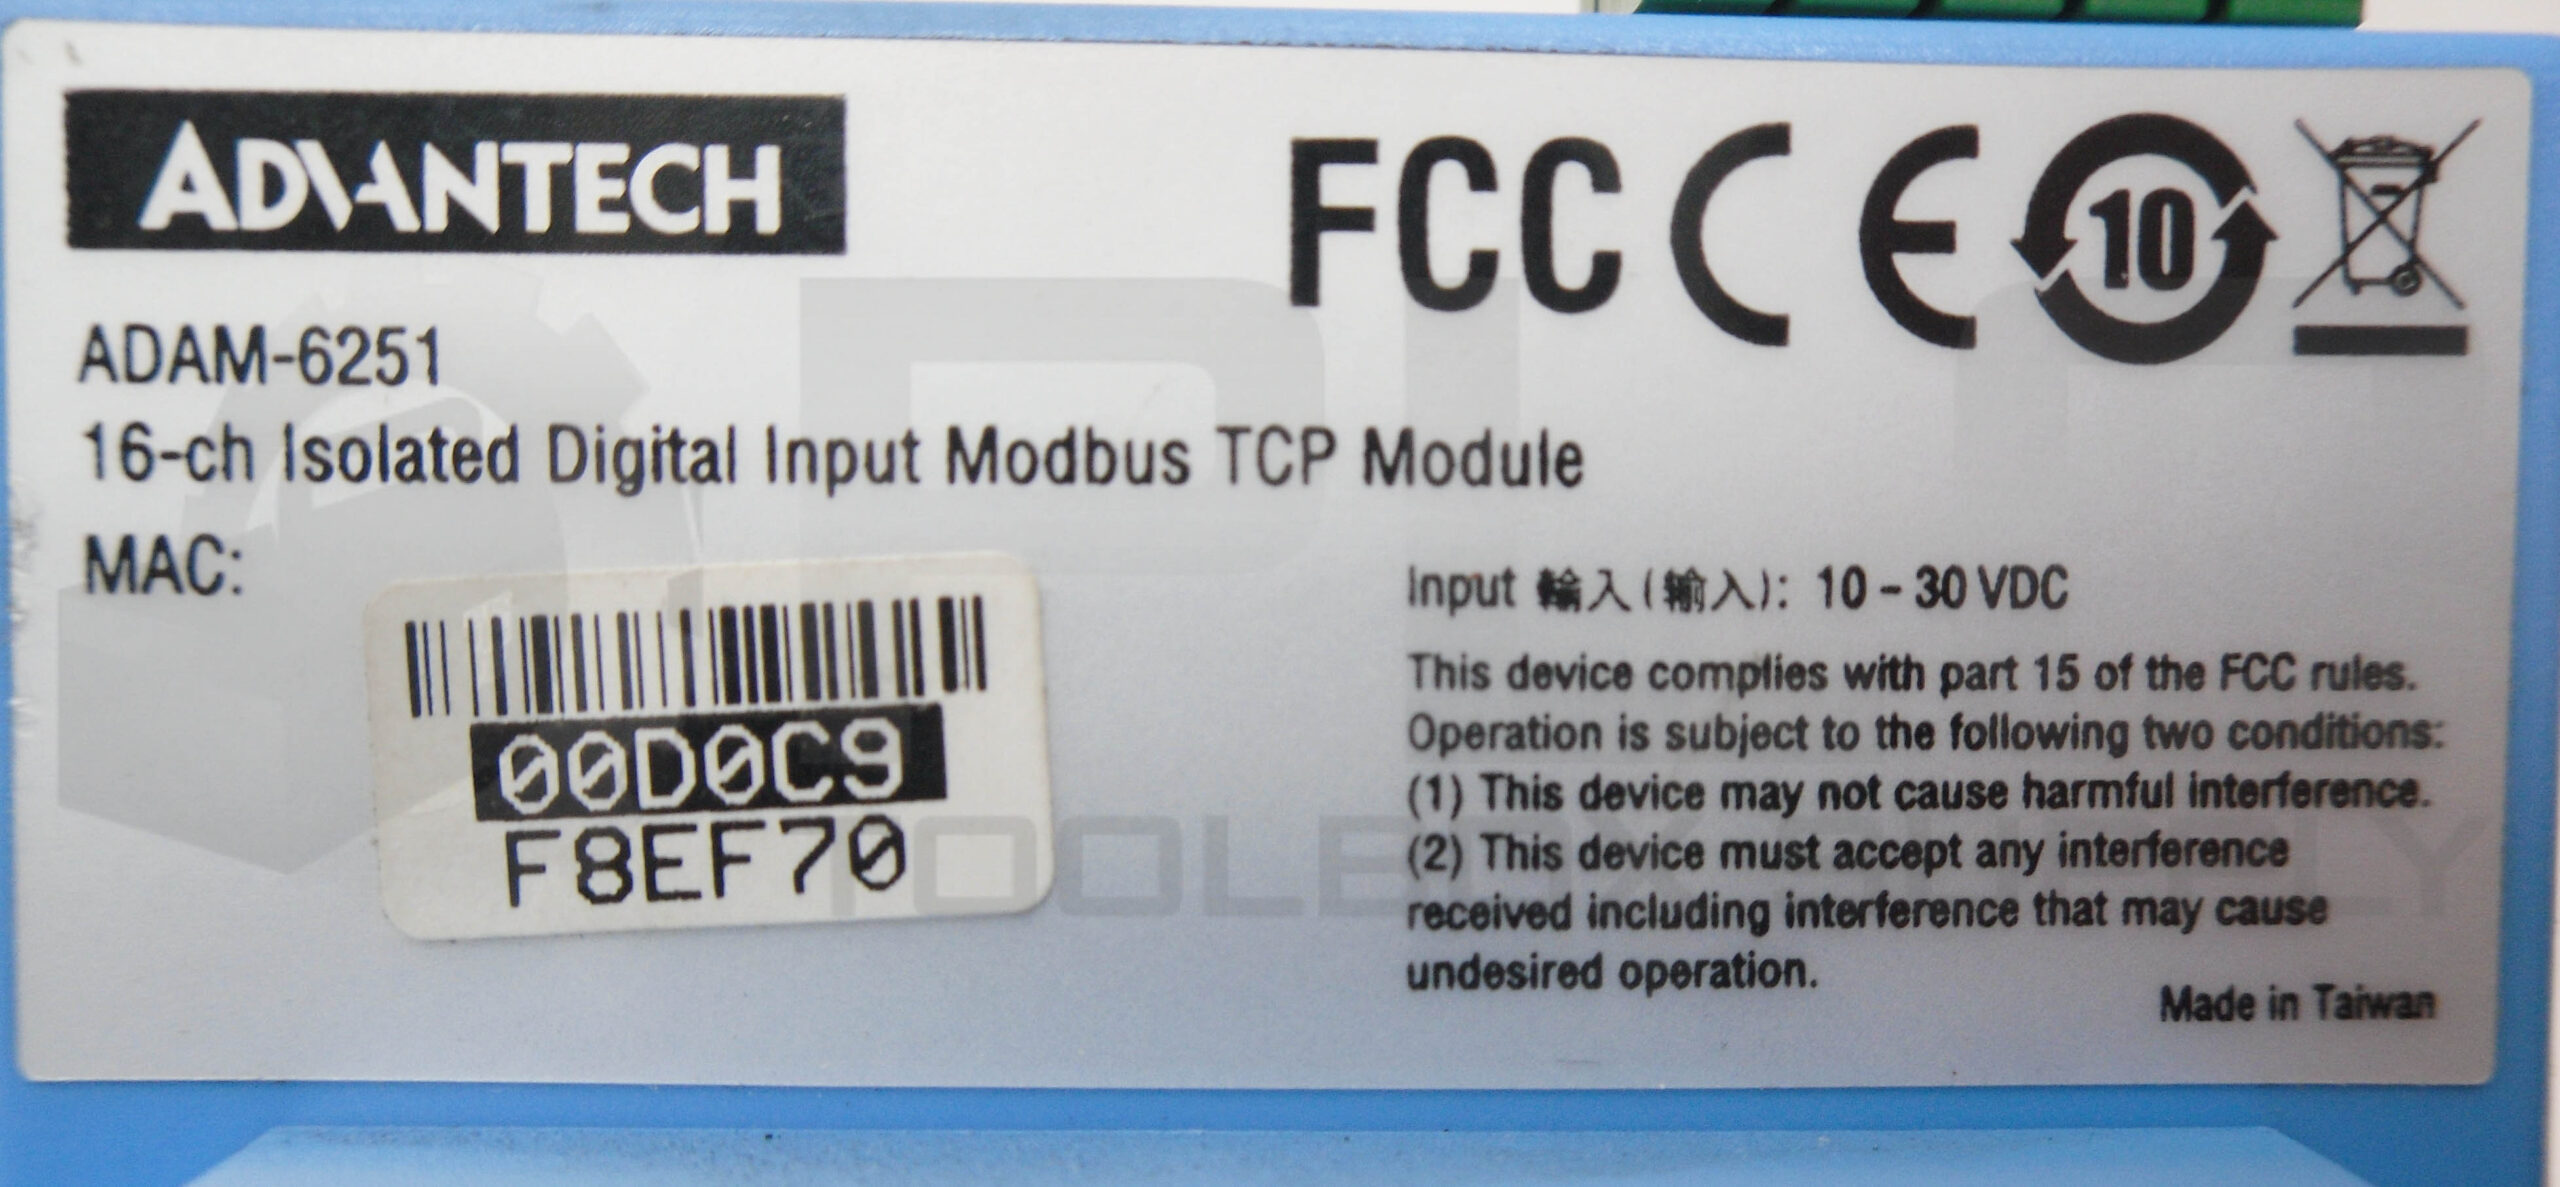 ADVANTECH
FCC CE
10
ADAM-6251
16-ch Isolated Digital Input Modbus TCP Module
MAC:
00D0C9
F8EF70
Input 輸入(输入): 10 - 30 VDC
This device complies with part 15 of the FCC rules.
Operation is subject to the following two conditions:
(1) This device may not cause harmful interference.
(2) This device must accept any interference
received including interference that may cause
undesired operation.
Made in Taiwan